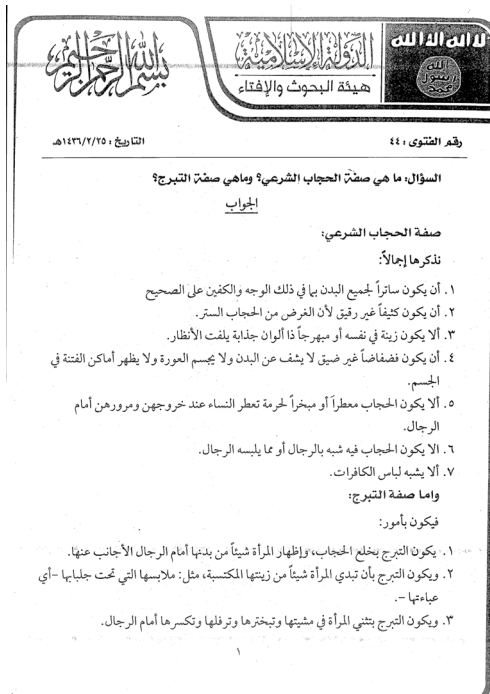 بسم الله الرحمن الرحيم
الدولة الإسلامية
هيئة البحوث والإفتاء
لا اله الا الله
الله
رسول
محمد
رقم الفتوى : ٤٤
التاريخ : ١٤٣٦/٢/٢٥هـ
السؤال: ما هي صفة الحجاب الشرعي؟ وماهي صفة التبرج؟
الجواب
صفة الحجاب الشرعي:
نذكرها إجمالاً:
١. أن يكون ساتراً لجميع البدن بما في ذلك الوجه والكفين على الصحيح
٢. أن يكون كثيفاً غير رقيق لأن الغرض من الحجاب الستر.
٣. ألا يكون زينة في نفسه أو مبهرجاً ذا ألوان جذابة يلفت الأنظار.
٤. أن يكون فضفاضاً غير ضيق لا يشف عن البدن ولا يجسم العورة ولا يظهر أماكن الفتنة في
الجسم.
٥. ألا يكون الحجاب معطراً أو مبخراً لحرمة تعطر النساء عند خروجهن ومرورهن أمام
الرجال.
٦. الا يكون الحجاب فيه شبه بالرجال أو مما يلبسه الرجال.
٧. ألا يشبه لباس الكافرات.
واما صفة التبرج:
فيكون بأمور:
١. يكون التبرج بخلع الحجاب، وإظهار المرأة شيئاً من بدنها أمام الرجال الأجانب عنها.
٢. ويكون التبرج بأن تبدي المرأة شيئاً من زينتها المكتسبة، مثل: ملابسها التي تحت جلبابها -أي
عباءتها -.
٣. ويكون التبرج بتثني المرأة في مشيتها وتبخترها وترفلها وتكسرها أمام الرجال.
١